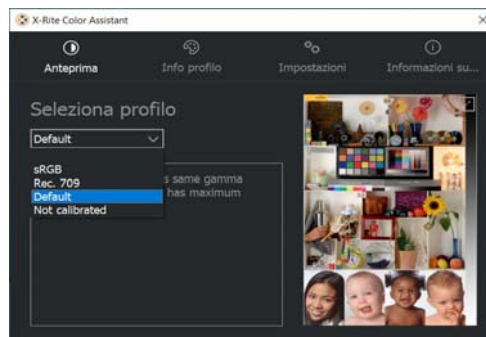 X-Rite Color Assistant
Anteprima
Info profilo
Impostazioni
Informazioni su...
Seleziona profilo
Default
sRGB
Rec. 709
Default
Not calibrated
s same gamma
has maximum